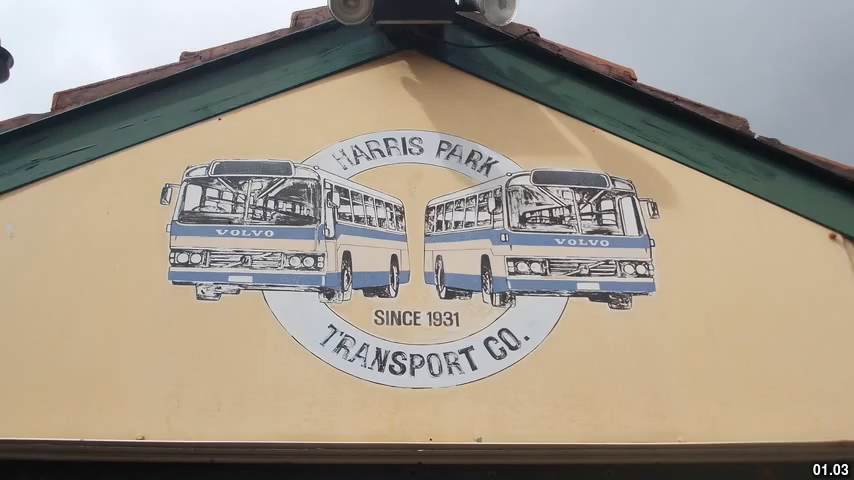 HARRIS PARK
VOLVO
VOLVO
SINCE 1931
TRANSPORT CO.
01.03